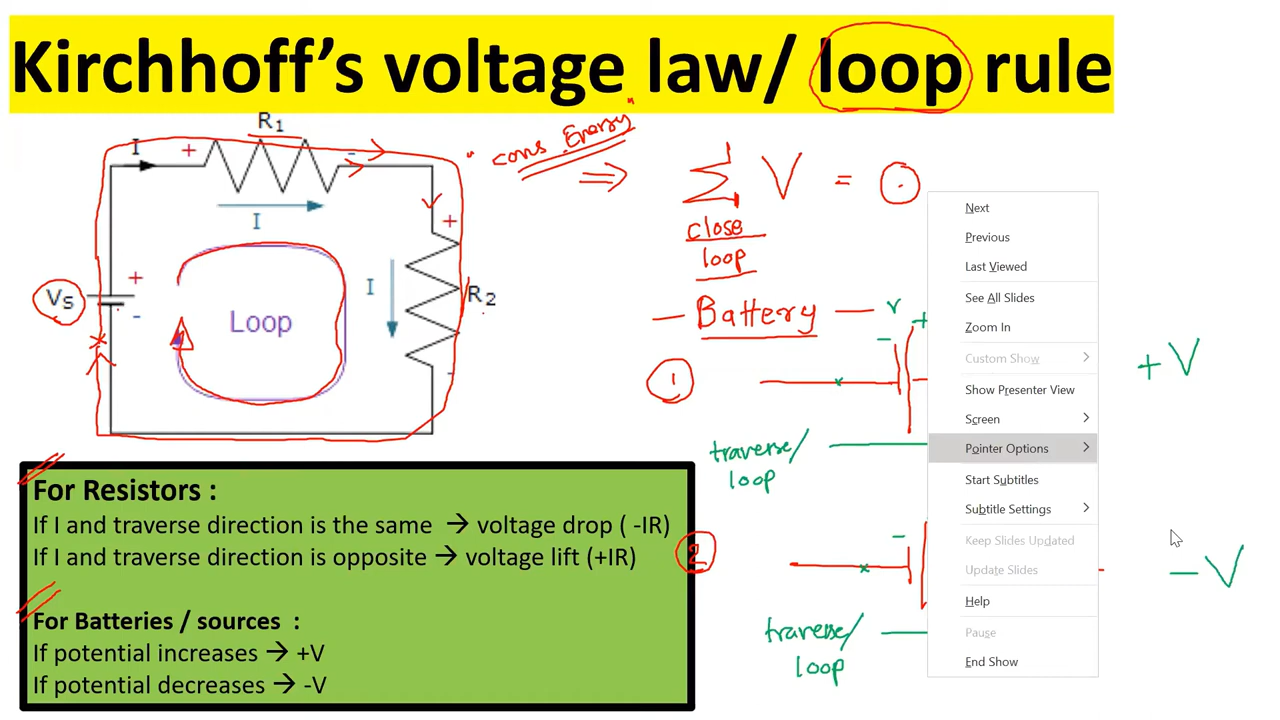 Kirchhoff's voltage law/ loop rule
R1
I
+
-
"cons. Energy"
⇒
∑ V = 0
close
loop
I
+
Vs
+
-
Loop
I
R2
-
- Battery -
V
- +
①
+V
traverse/
loop
②
-
-V
traverse/
loop
For Resistors :
If I and traverse direction is the same → voltage drop ( -IR)
If I and traverse direction is opposite → voltage lift (+IR)
For Batteries / sources :
If potential increases → +V
If potential decreases → -V
Next
Previous
Last Viewed
See All Slides
Zoom In
Custom Show
Show Presenter View
Screen
Pointer Options
Start Subtitles
Subtitle Settings
Keep Slides Updated
Update Slides
Help
Pause
End Show